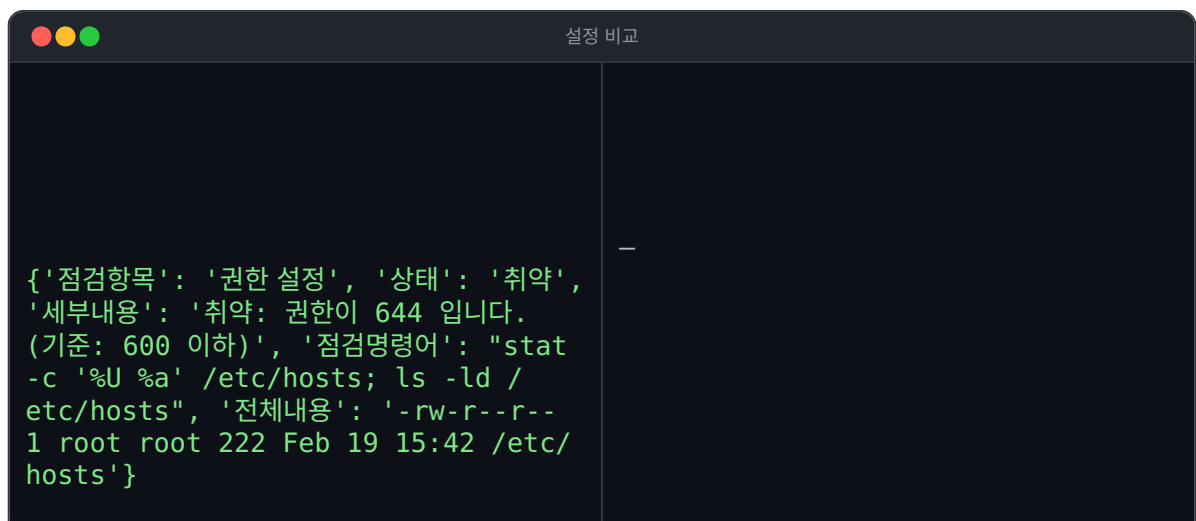 설정 비교
{'점검항목': '권한 설정', '상태': '취약',
'세부내용': '취약: 권한이 644 입니다.
(기준: 600 이하)', '점검명령어': "stat
-c '%U %a' /etc/hosts; ls -ld /
etc/hosts", '전체내용': '-rw-r--r--
1 root root 222 Feb 19 15:42 /etc/
hosts'}
_